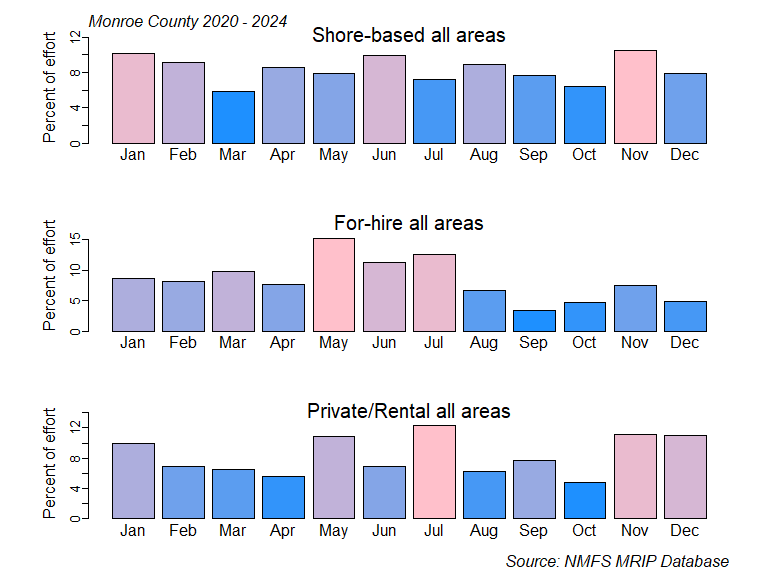 Monroe County 2020 - 2024
Shore-based all areas
Percent of effort
0 4 8 12
Jan Feb Mar Apr May Jun Jul Aug Sep Oct Nov Dec
For-hire all areas
Percent of effort
0 5 10 15
Jan Feb Mar Apr May Jun Jul Aug Sep Oct Nov Dec
Private/Rental all areas
Percent of effort
0 4 8 12
Jan Feb Mar Apr May Jun Jul Aug Sep Oct Nov Dec
Source: NMFS MRIP Database